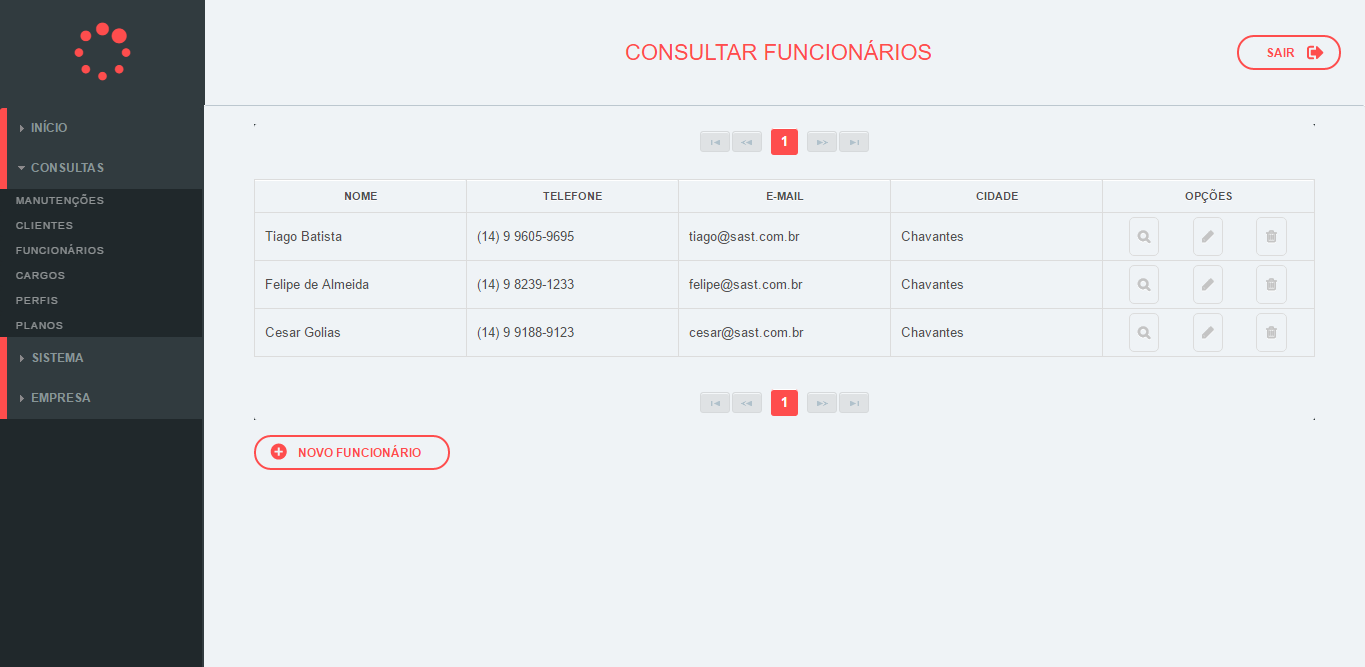 CONSULTAR FUNCIONÁRIOS
SAIR
INÍCIO
CONSULTAS
MANUTENÇÕES
CLIENTES
FUNCIONÁRIOS
CARGOS
PERFIS
PLANOS
SISTEMA
EMPRESA
1
NOME TELEFONE E-MAIL CIDADE OPÇÕES
Tiago Batista (14) 9 9605-9695 tiago@sast.com.br Chavantes
Felipe de Almeida (14) 9 8239-1233 felipe@sast.com.br Chavantes
Cesar Golias (14) 9 9188-9123 cesar@sast.com.br Chavantes
1
NOVO FUNCIONÁRIO